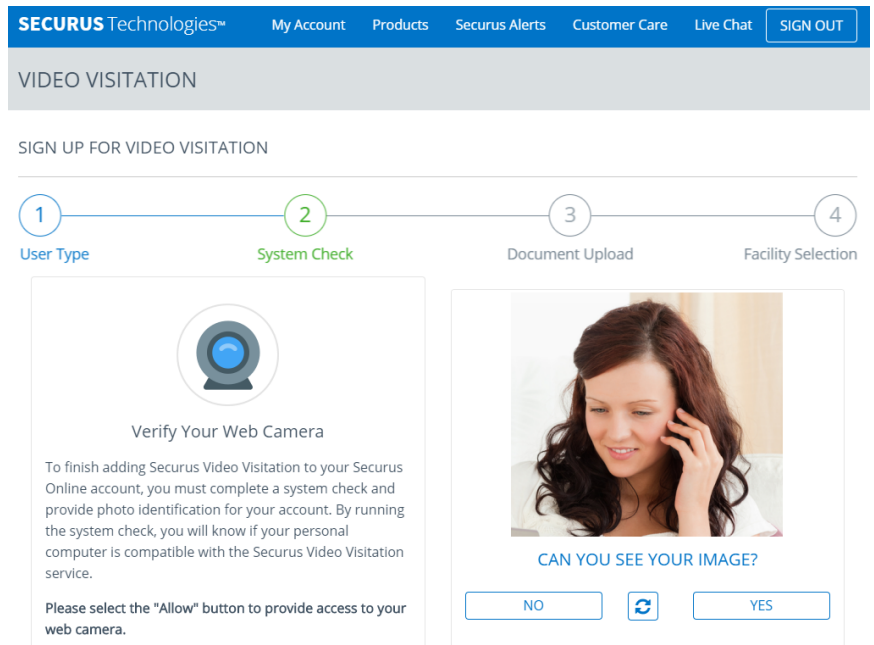 SECURUS Technologies™ My Account Products Securus Alerts Customer Care Live Chat SIGN OUT
VIDEO VISITATION
SIGN UP FOR VIDEO VISITATION
1 2 3 4
User Type System Check Document Upload Facility Selection
Verify Your Web Camera
To finish adding Securus Video Visitation to your Securus
Online account, you must complete a system check and
provide photo identification for your account. By running
the system check, you will know if your personal
computer is compatible with the Securus Video Visitation
service.
Please select the "Allow" button to provide access to your
web camera.
CAN YOU SEE YOUR IMAGE?
NO YES